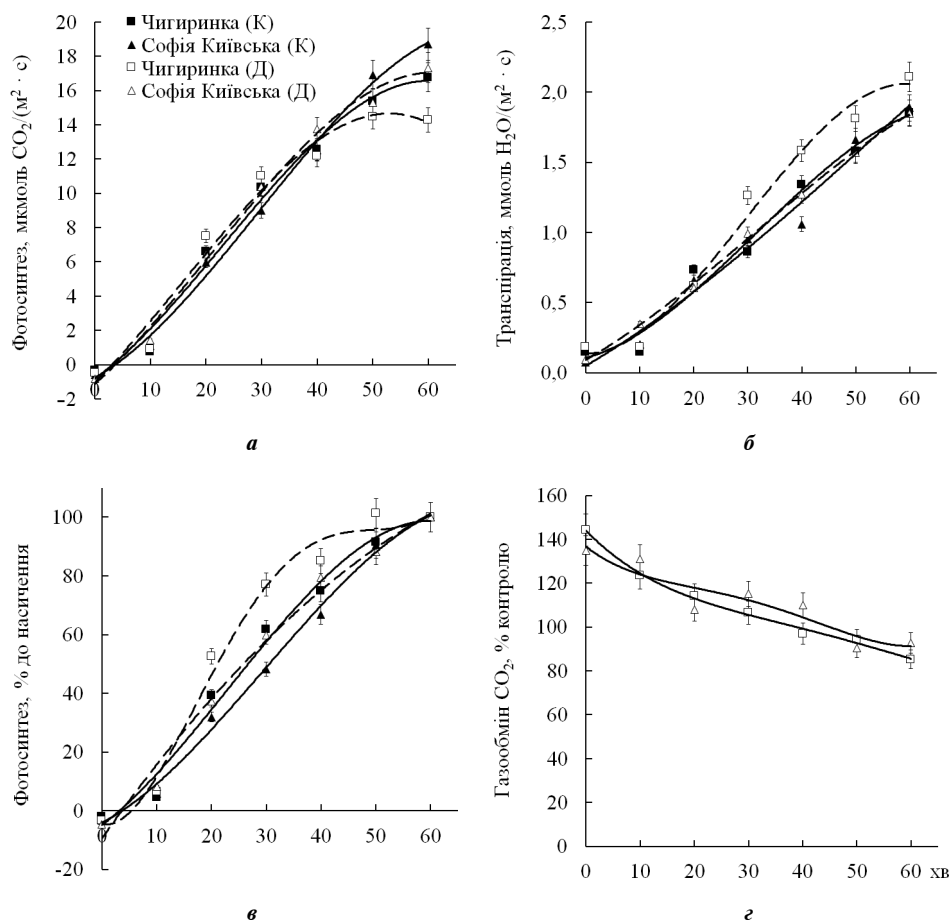 Фотосинтез, мкмоль CO₂/(м² · с)
20
18
16
14
12
10
8
6
4
2
0
−2
Чигиринка (К)
Софія Київська (К)
Чигиринка (Д)
Софія Київська (Д)
0 10 20 30 40 50 60
а
Транспірація, ммоль H₂O/(м² · с)
2,5
2,0
1,5
1,0
0,5
0,0
0 10 20 30 40 50 60
б
Фотосинтез, % до насичення
100
80
60
40
20
0
-20
0 10 20 30 40 50 60
в
Газообмін CO₂, % контролю
160
140
120
100
80
60
40
20
0
0 10 20 30 40 50 60 хв
г